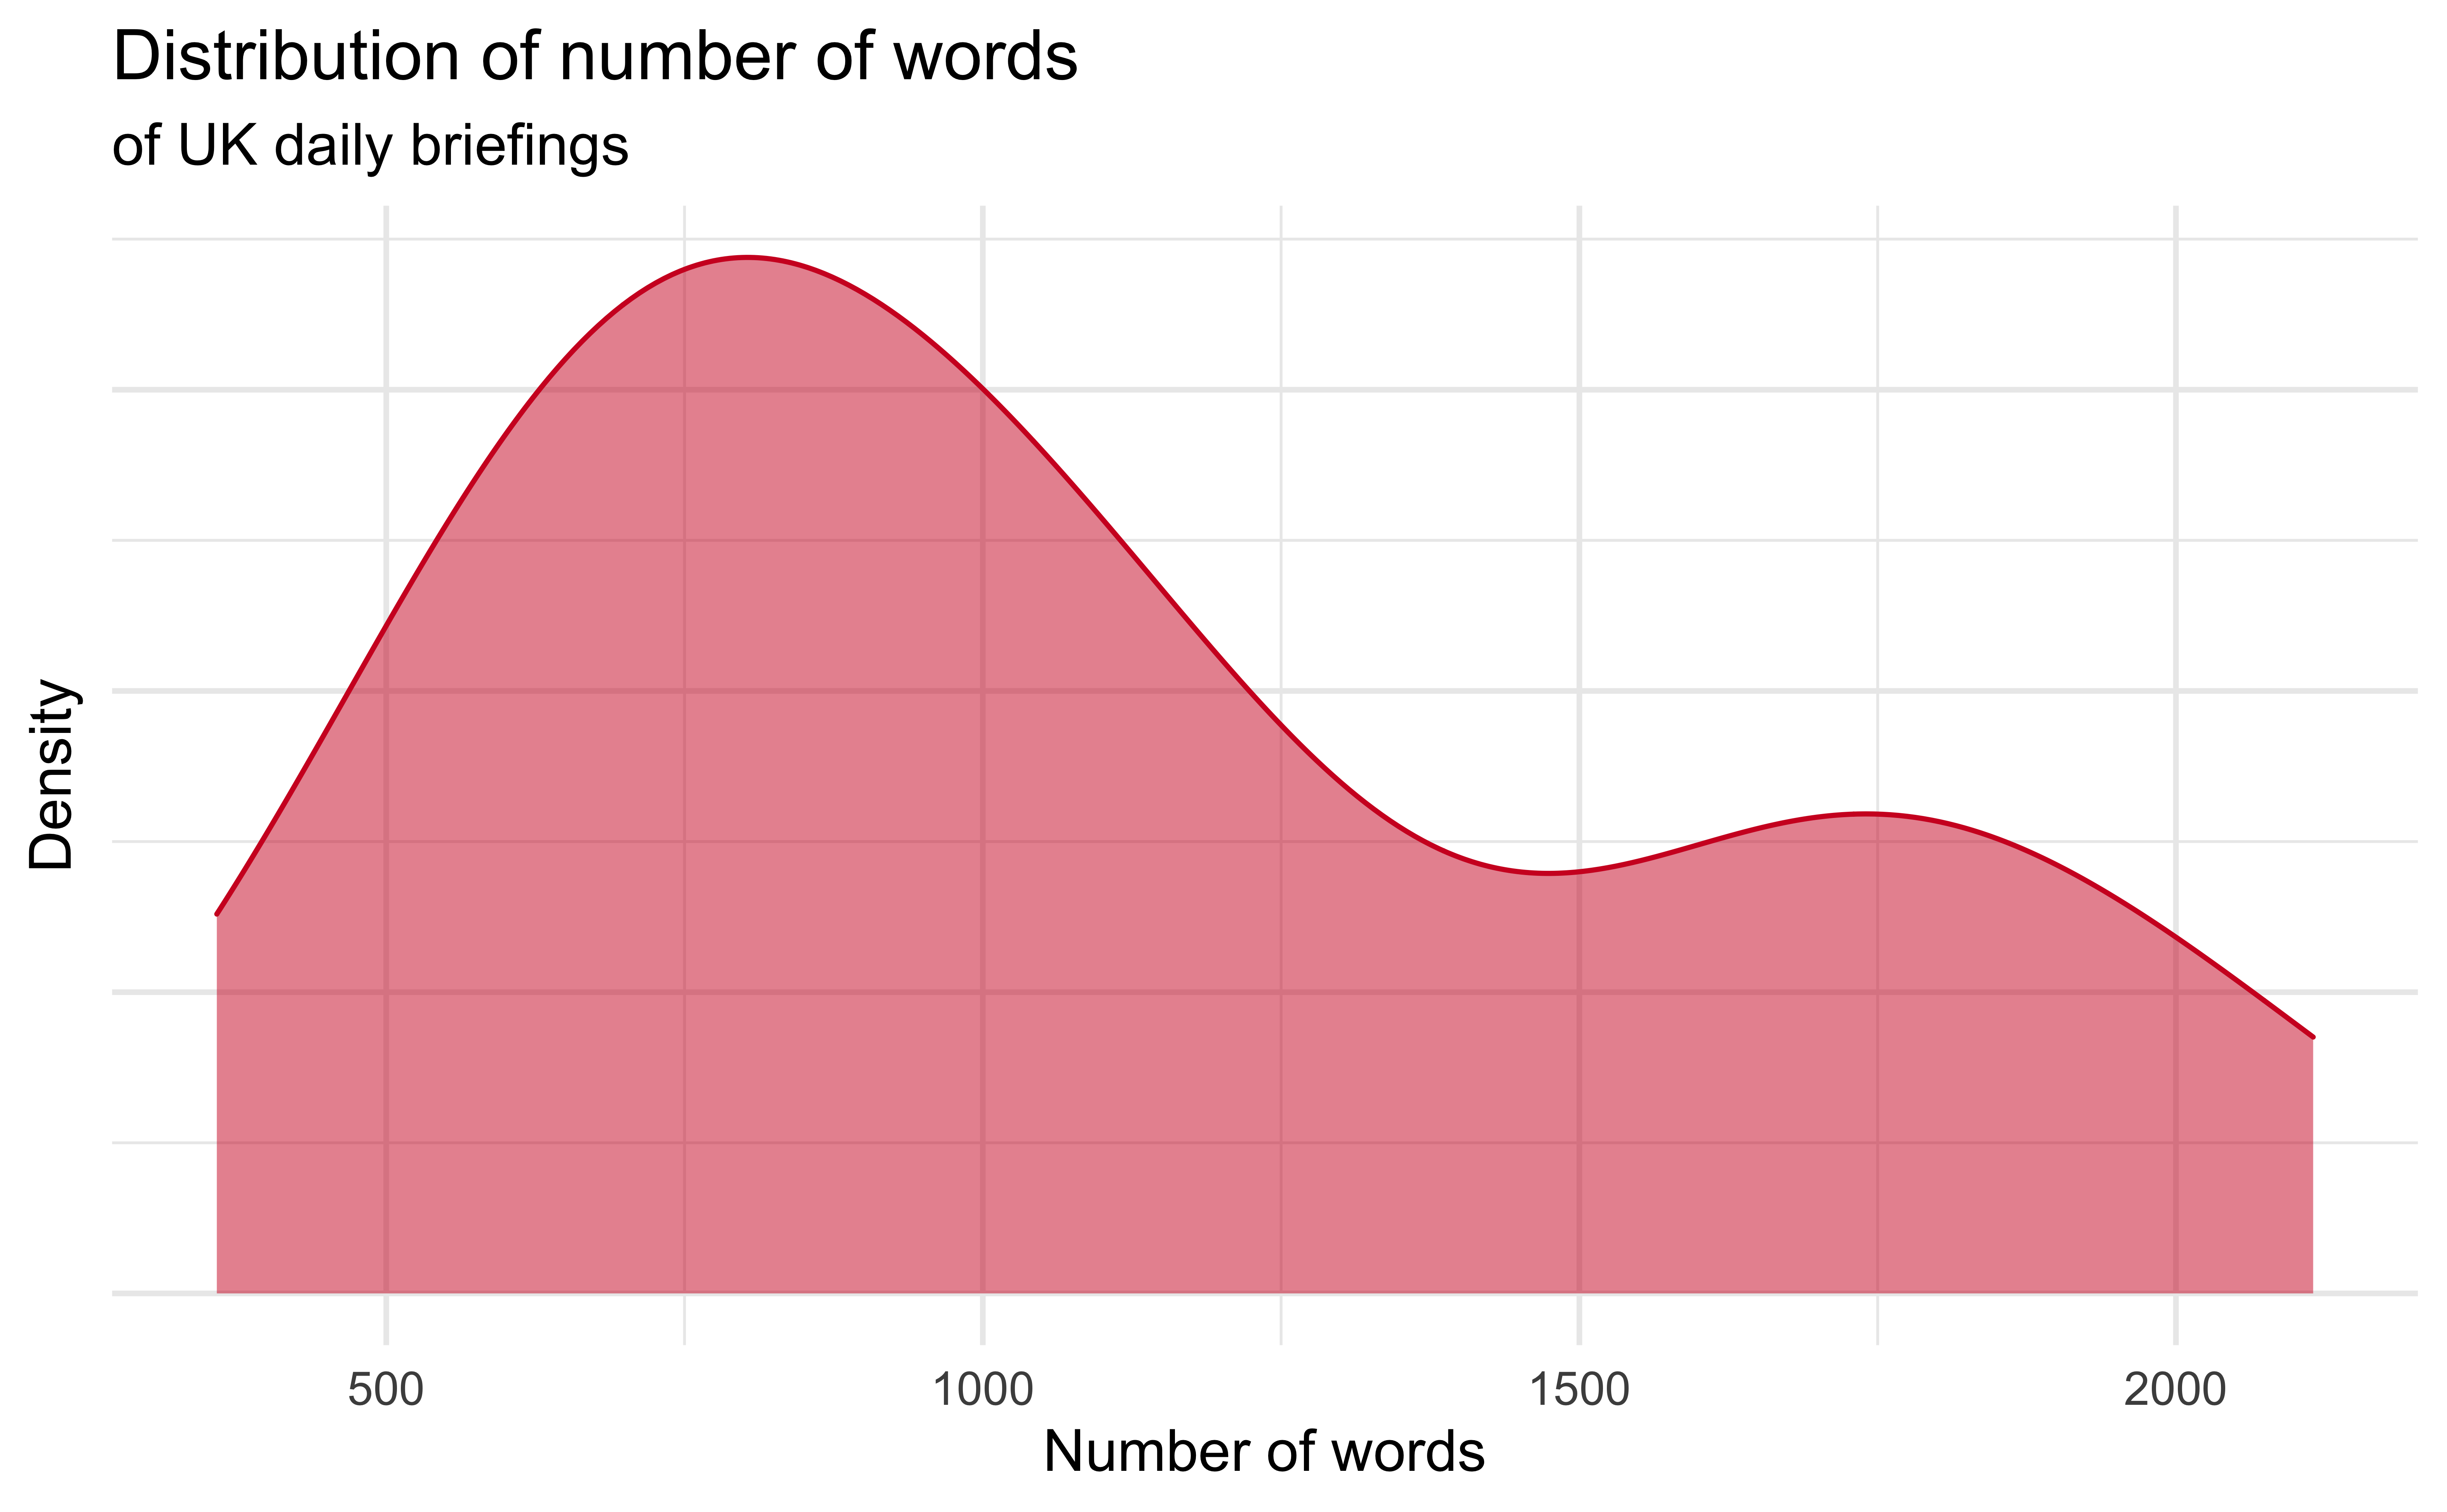 Distribution of number of words
of UK daily briefings
Density
500
1000
1500
2000
Number of words